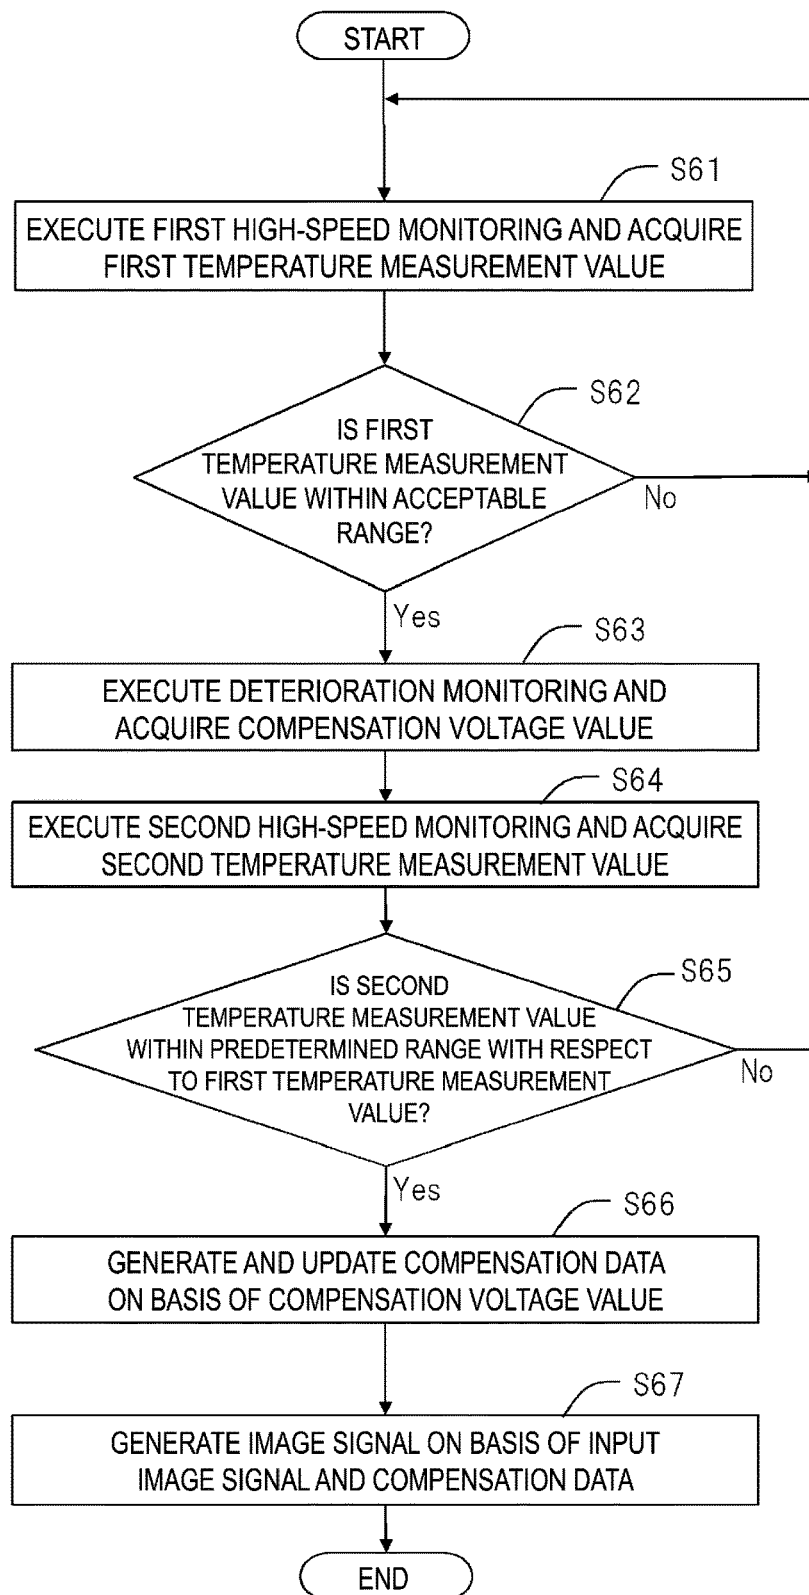 START
S61
EXECUTE FIRST HIGH-SPEED MONITORING AND ACQUIRE
FIRST TEMPERATURE MEASUREMENT VALUE
S62
IS FIRST
TEMPERATURE MEASUREMENT
VALUE WITHIN ACCEPTABLE
RANGE?
No
Yes
S63
EXECUTE DETERIORATION MONITORING AND
ACQUIRE COMPENSATION VOLTAGE VALUE
S64
EXECUTE SECOND HIGH-SPEED MONITORING AND ACQUIRE
SECOND TEMPERATURE MEASUREMENT VALUE
S65
IS SECOND
TEMPERATURE MEASUREMENT VALUE
WITHIN PREDETERMINED RANGE WITH RESPECT
TO FIRST TEMPERATURE MEASUREMENT
VALUE?
No
Yes
S66
GENERATE AND UPDATE COMPENSATION DATA
ON BASIS OF COMPENSATION VOLTAGE VALUE
S67
GENERATE IMAGE SIGNAL ON BASIS OF INPUT
IMAGE SIGNAL AND COMPENSATION DATA
END